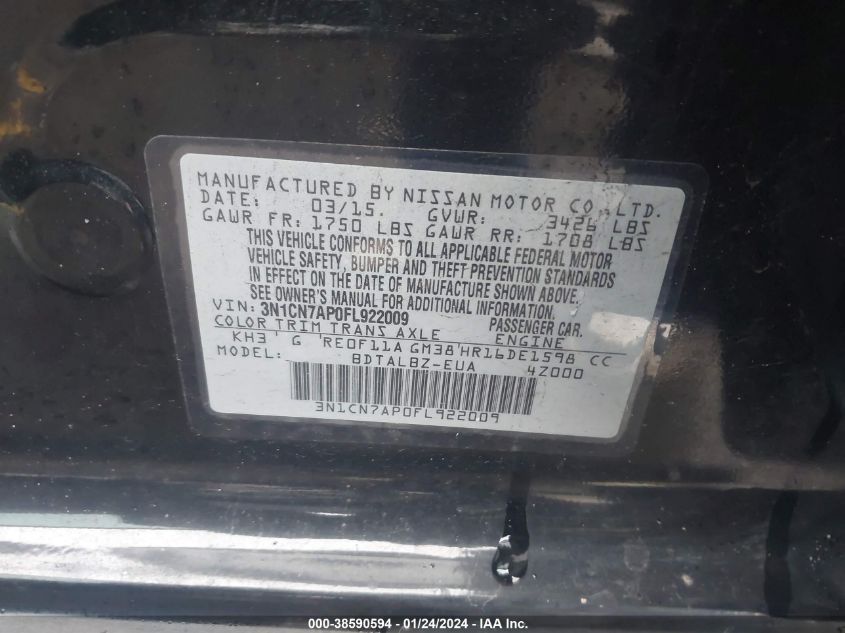 MANUFACTURED BY NISSAN MOTOR CO.,LTD.
DATE: 03/15. GVWR: 3426 LBS
GAWR FR: 1750 LBS GAWR RR: 1708 LBS
THIS VEHICLE CONFORMS TO ALL APPLICABLE FEDERAL MOTOR
VEHICLE SAFETY, BUMPER AND THEFT PREVENTION STANDARDS
IN EFFECT ON THE DATE OF MANUFACTURE SHOWN ABOVE.
SEE OWNER'S MANUAL FOR ADDITIONAL INFORMATION.
VIN: 3N1CN7AP0FL922009 PASSENGER CAR.
COLOR TRIM TRANS AXLE ENGINE
KH3 G RE0F11A GM38 HR16DE1598 CC
MODEL: BDTALBZ-EUA 4Z000
3N1CN7AP0FL922009
000-38590594 - 01/24/2024 - IAA Inc.